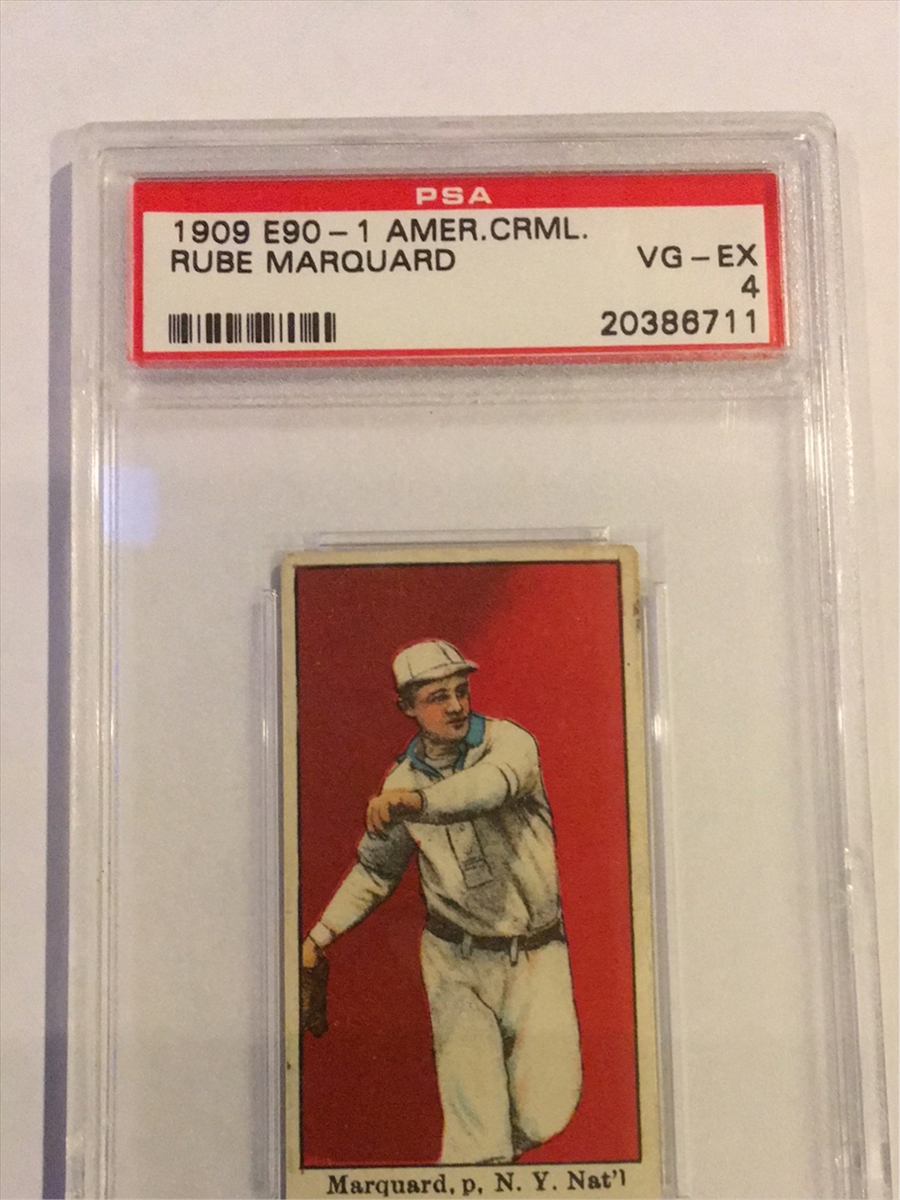 PSA
1909 E90-1 AMER.CRML.
RUBE MARQUARD VG-EX
4
20386711
Marquard, p, N. Y. Nat'l